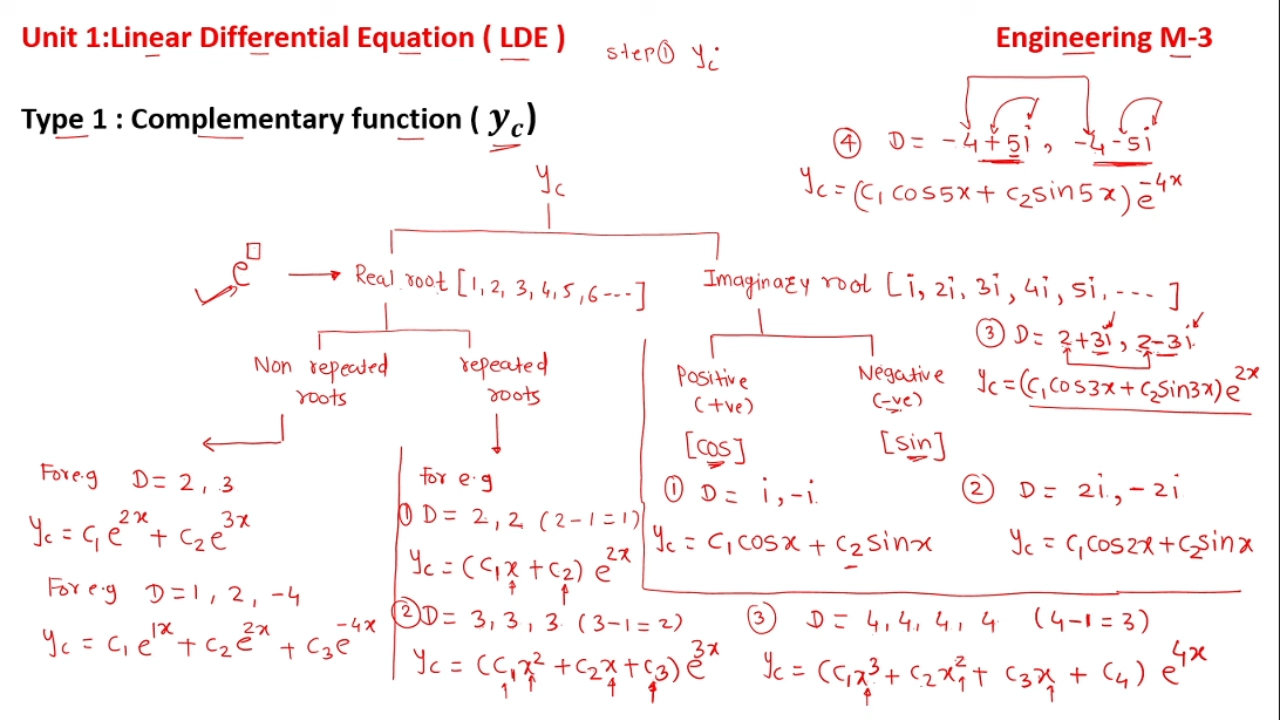 Unit 1:Linear Differential Equation ( LDE )
step① yc
Engineering M-3
Type 1 : Complementary function ( yc)
④ D = -4+5i, -4-5i
yc = (c₁cos5x + c₂sin5x)e^-4x
yc
e^□ → Real root [1, 2, 3, 4, 5, 6---]
Imaginary root [i, 2i, 3i, 4i, 5i, ---- ]
Non repeated
roots
repeated
roots
Positive
(+ve)
[cos]
Negative
(-ve)
[sin]
③ D = 2+3i, 2-3i
yc = (c₁cos3x + c₂sin3x)e^2x
For e.g D = 2, 3
yc = c₁e^2x + c₂e^3x
For e.g D = 1, 2, -4
yc = c₁e^1x + c₂e^2x + c₃e^-4x
for e.g
① D = 2, 2 (2-1=1)
yc = (c₁x + c₂) e^2x
② D = 3, 3, 3 (3-1=2)
yc = (c₁x² + c₂x + c₃) e^3x
① D = i, -i
yc = c₁cosx + c₂sinx
② D = 2i, -2i
yc = c₁cos2x + c₂sinx
③ D = 4, 4, 4, 4 (4-1=3)
yc = (c₁x³ + c₂x² + c₃x + c₄) e^4x